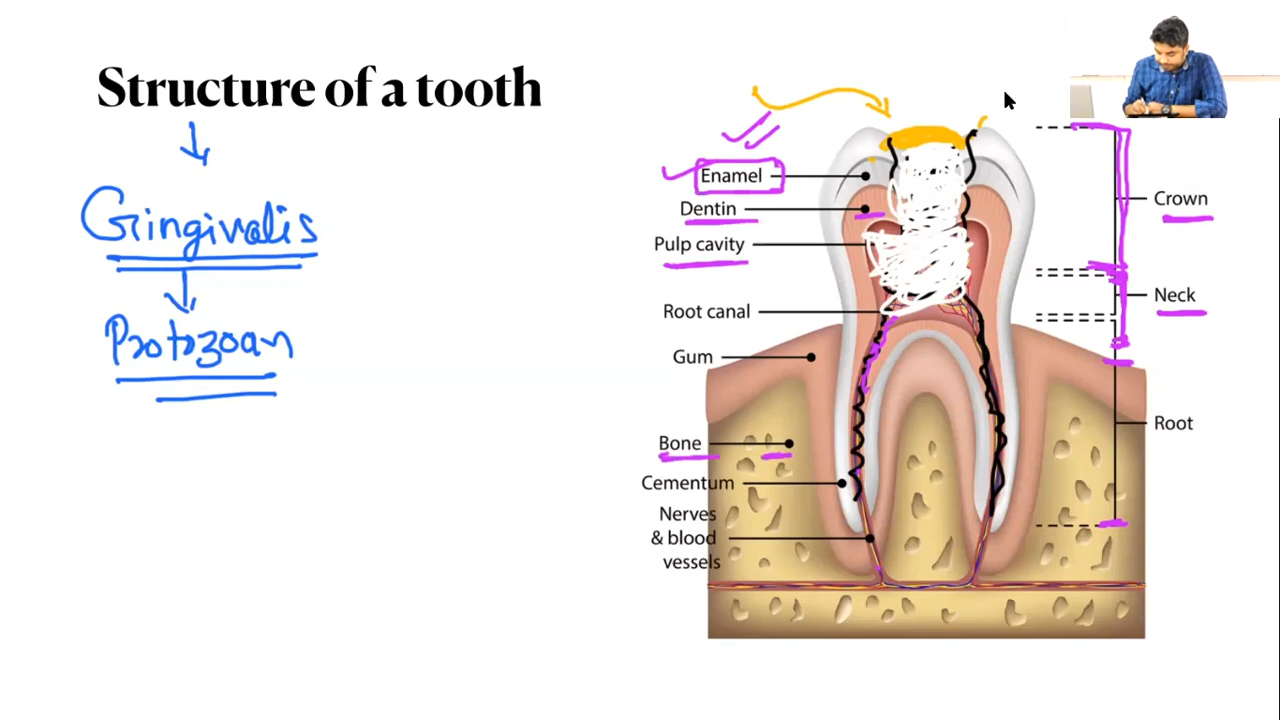 Structure of a tooth
Gingivalis
Protozoan
Enamel
Dentin
Pulp cavity
Root canal
Gum
Bone
Cementum
Nerves
& blood
vessels
Crown
Neck
Root